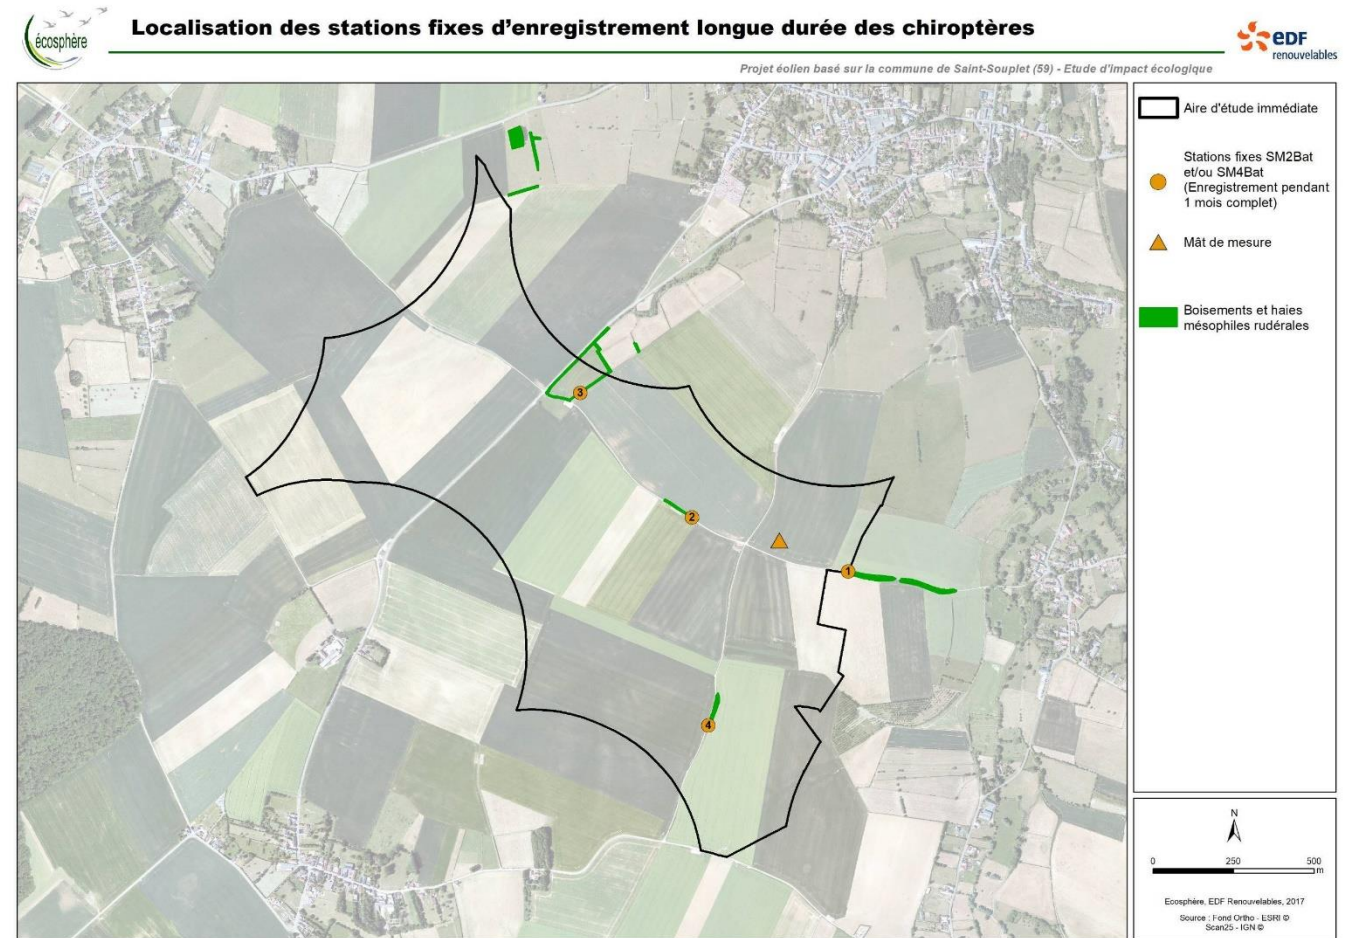 écosphère
Localisation des stations fixes d'enregistrement longue durée des chiroptères
edf
renouvelables
Projet éolien basé sur la commune de Saint-Souplet (59) - Etude d'impact écologique
Aire d'étude immédiate
Stations fixes SM2Bat
et/ou SM4Bat
(Enregistrement pendant
1 mois complet)
Mât de mesure
Boisements et haies
mésophiles rudérales
3
2
1
4
N
0 250 500
m
Ecosphère, EDF Renouvelables, 2017
Source : Fond Ortho - ESRI ©
Scan25 - IGN ©